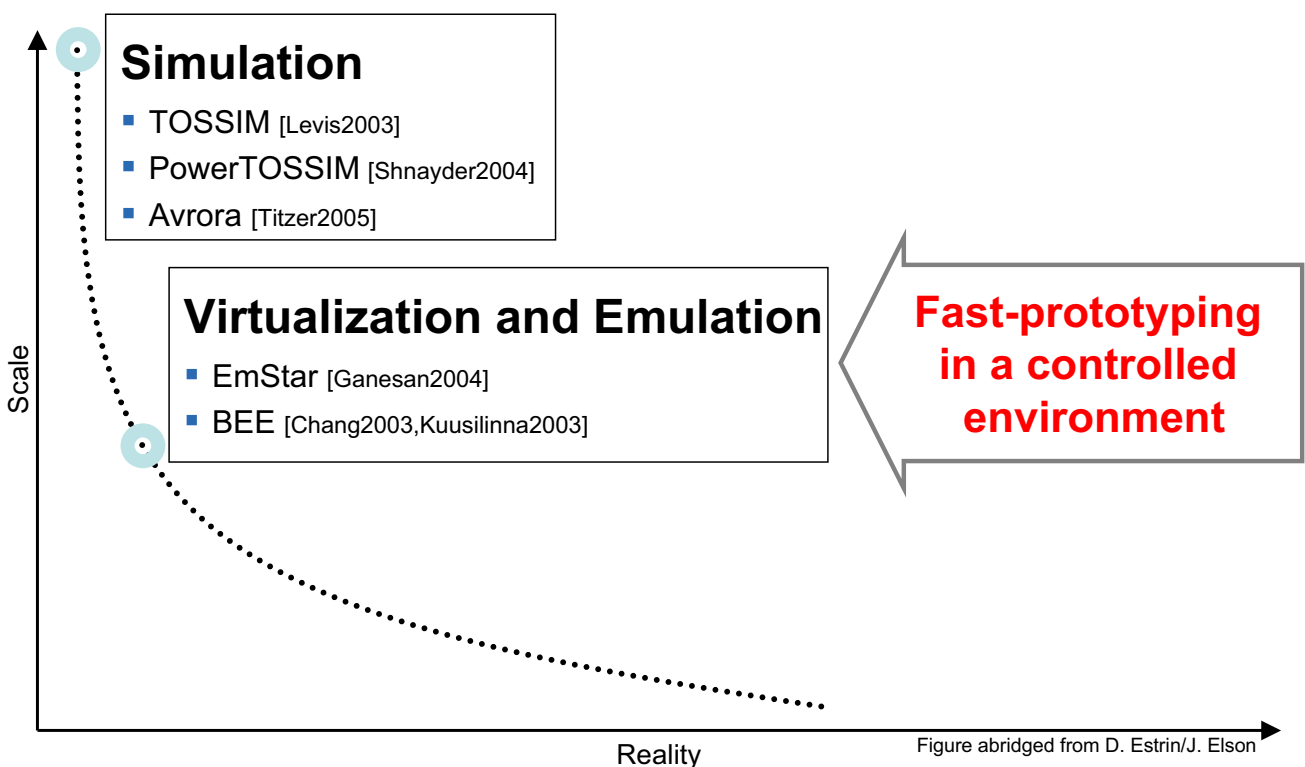 Simulation
TOSSIM [Levis2003]
PowerTOSSIM [Shnayder2004]
Avrora [Titzer2005]
Virtualization and Emulation
EmStar [Ganesan2004]
BEE [Chang2003,Kuusilinna2003]
Fast-prototyping
in a controlled
environment
Scale
Reality
Figure abridged from D. Estrin/J. Elson